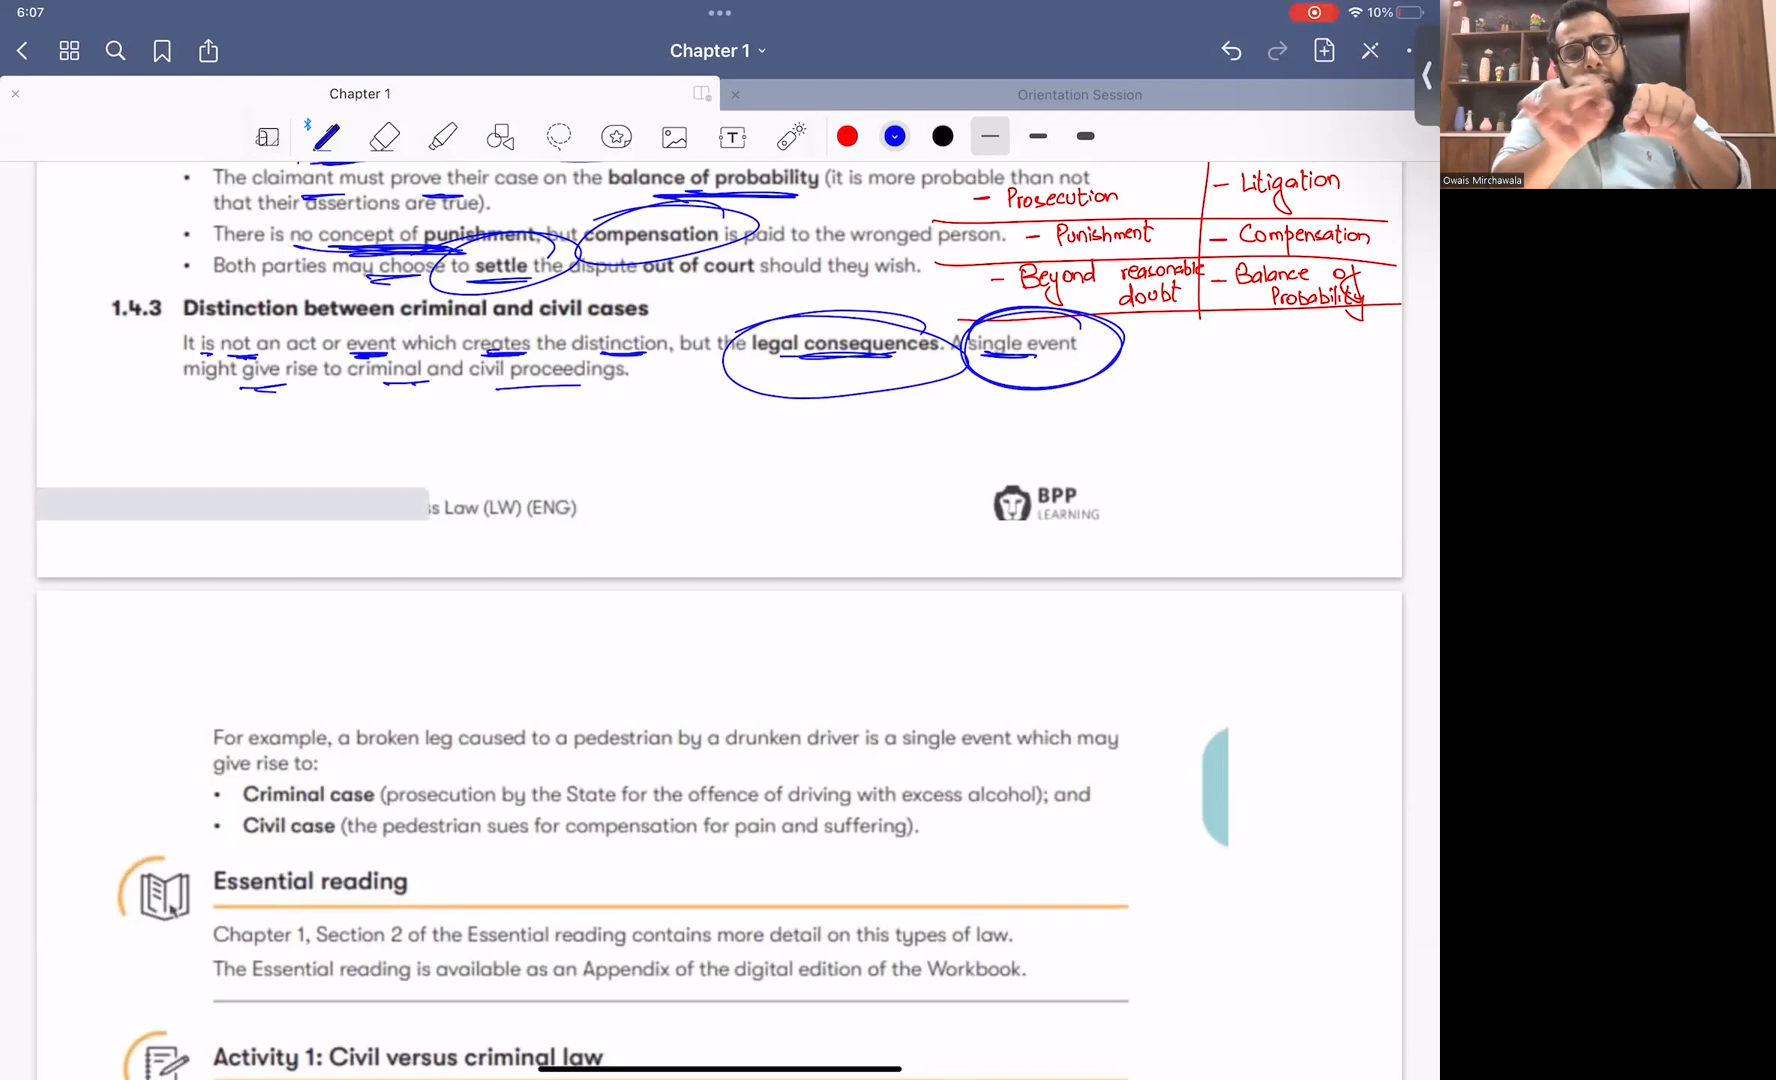 6:07
10%
Chapter 1
Chapter 1
Orientation Session
T
Owais Mirchawala
• The claimant must prove their case on the balance of probability (it is more probable than not
that their assertions are true).
• There is no concept of punishment, but compensation is paid to the wronged person.
• Both parties may choose to settle the dispute out of court should they wish.
- Prosecution
- Litigation
- Punishment
- Compensation
- Beyond reasonable doubt
- Balance of Probability
1.4.3 Distinction between criminal and civil cases
It is not an act or event which creates the distinction, but the legal consequences. A single event
might give rise to criminal and civil proceedings.
s Law (LW) (ENG)
BPP
LEARNING
For example, a broken leg caused to a pedestrian by a drunken driver is a single event which may
give rise to:
• Criminal case (prosecution by the State for the offence of driving with excess alcohol); and
• Civil case (the pedestrian sues for compensation for pain and suffering).
Essential reading
Chapter 1, Section 2 of the Essential reading contains more detail on this types of law.
The Essential reading is available as an Appendix of the digital edition of the Workbook.
Activity 1: Civil versus criminal law